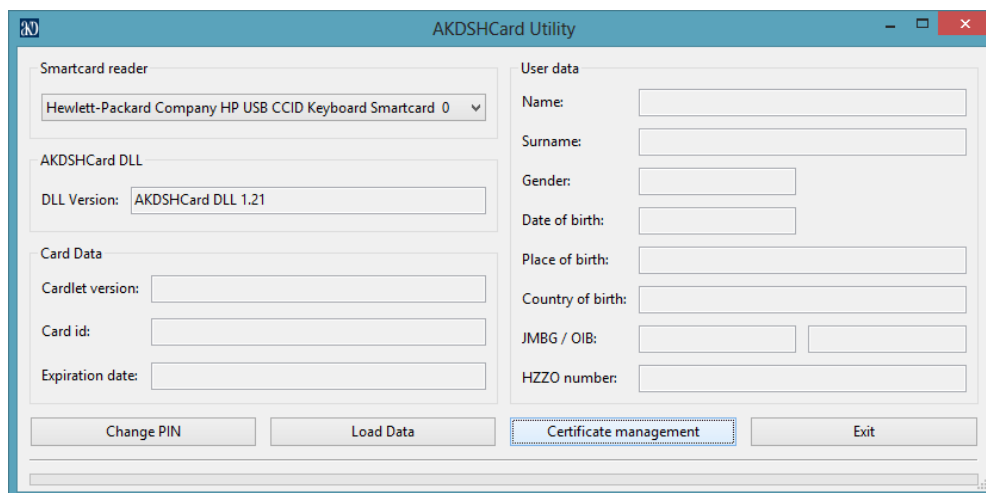 AKDSHCard Utility
Smartcard reader
Hewlett-Packard Company HP USB CCID Keyboard Smartcard 0
AKDSHCard DLL
DLL Version: AKDSHCard DLL 1.21
Card Data
Cardlet version:
Card id:
Expiration date:
User data
Name:
Surname:
Gender:
Date of birth:
Place of birth:
Country of birth:
JMBG / OIB:
HZZO number:
Change PIN
Load Data
Certificate management
Exit